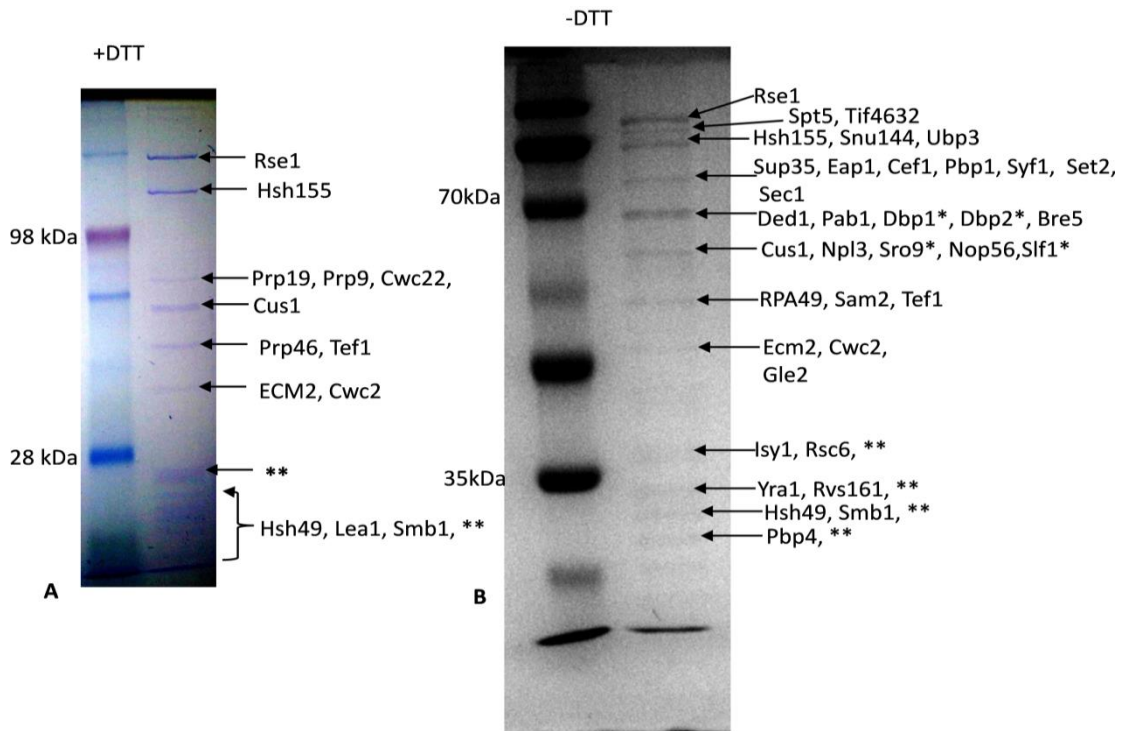 +DTT
Rse1
Hsh155
98 kDa
Prp19, Prp9, Cwc22,
Cus1
Prp46, Tef1
ECM2, Cwc2
28 kDa
**
Hsh49, Lea1, Smb1, **
A
-DTT
Rse1
Spt5, Tif4632
Hsh155, Snu144, Ubp3
Sup35, Eap1, Cef1, Pbp1, Syf1, Set2,
Sec1
70kDa
Ded1, Pab1, Dbp1*, Dbp2*, Bre5
Cus1, Npl3, Sro9*, Nop56,Slf1*
RPA49, Sam2, Tef1
Ecm2, Cwc2,
Gle2
Isy1, Rsc6, **
35kDa
Yra1, Rvs161, **
Hsh49, Smb1, **
Pbp4, **
B